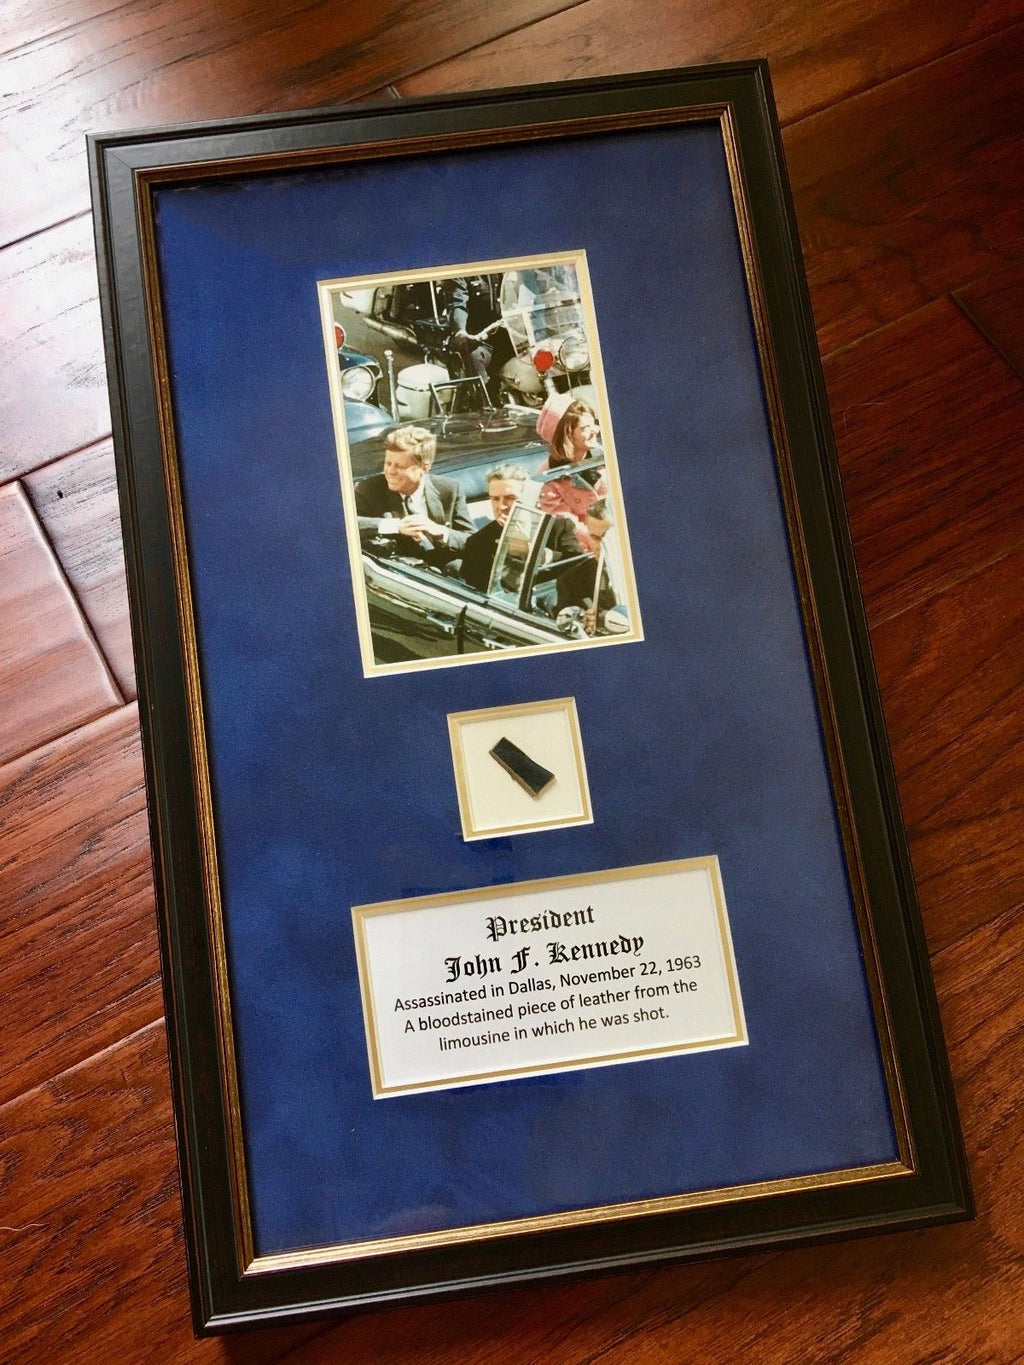 President
John F. Kennedy
Assassinated in Dallas, November 22, 1963
A bloodstained piece of leather from the
limousine in which he was shot.